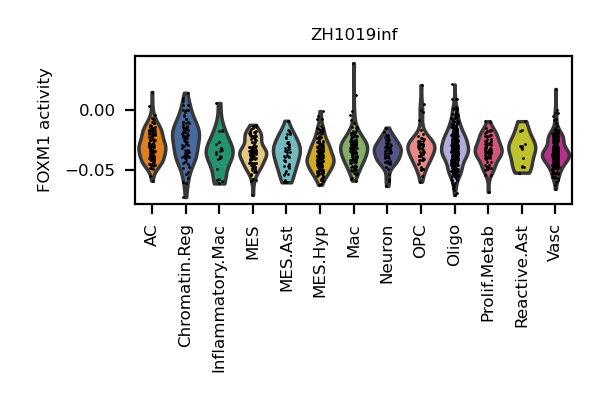 ZH1019inf
FOXM1 activity
0.00
−0.05
AC
Chromatin.Reg
Inflammatory.Mac
MES
MES.Ast
MES.Hyp
Mac
Neuron
OPC
Oligo
Prolif.Metab
Reactive.Ast
Vasc